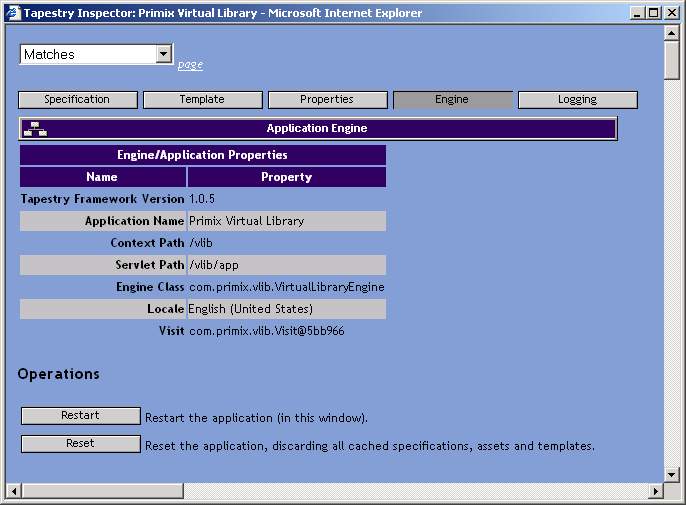 Tapestry Inspector: Primix Virtual Library - Microsoft Internet Explorer
Matches
page
Specification Template Properties Engine Logging
Application Engine
Engine/Application Properties
Name Property
Tapestry Framework Version 1.0.5
Application Name Primix Virtual Library
Context Path /vlib
Servlet Path /vlib/app
Engine Class com.primix.vlib.VirtualLibraryEngine
Locale English (United States)
Visit com.primix.vlib.Visit@5bb966
Operations
Restart Restart the application (in this window).
Reset Reset the application, discarding all cached specifications, assets and templates.